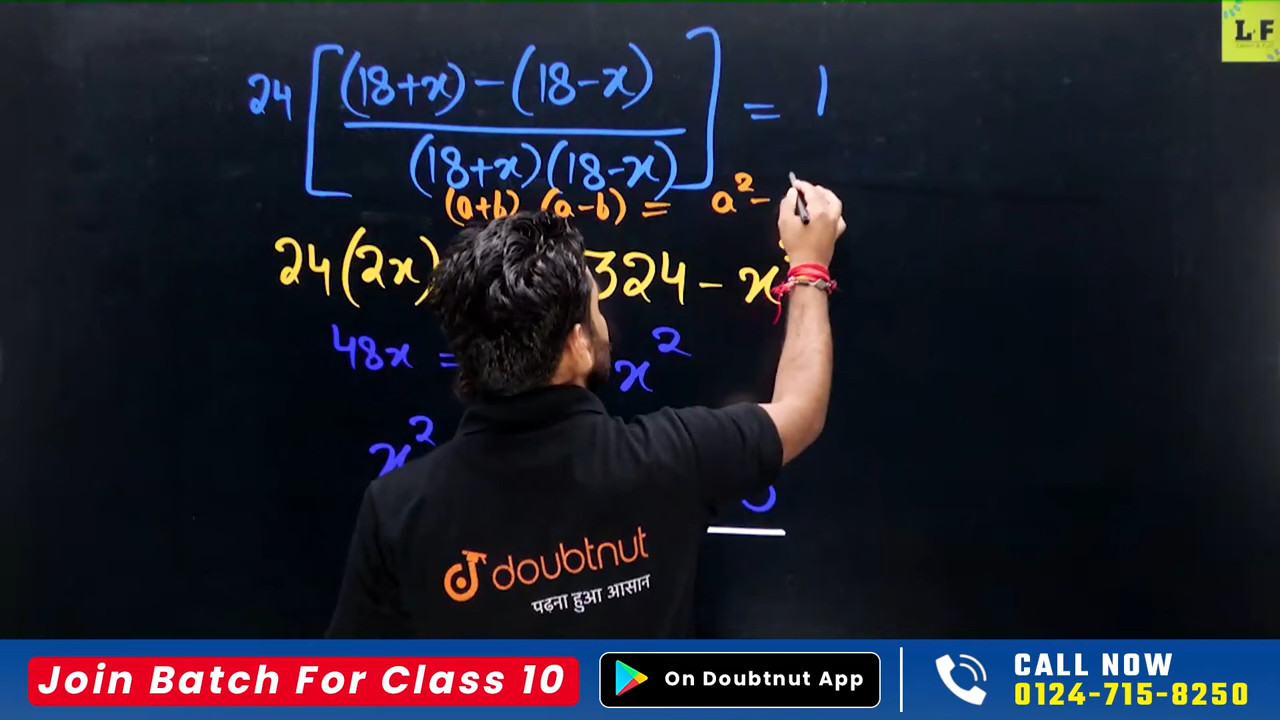 24 [ (18+x) - (18-x) / (18+x)(18-x) ] = 1
(a+b) (a-b) = a² -
24(2x) 324 - x
48x = x²
x²
doubtnut
पढ़ना हुआ आसान
L F
Join Batch For Class 10
On Doubtnut App
CALL NOW
0124-715-8250